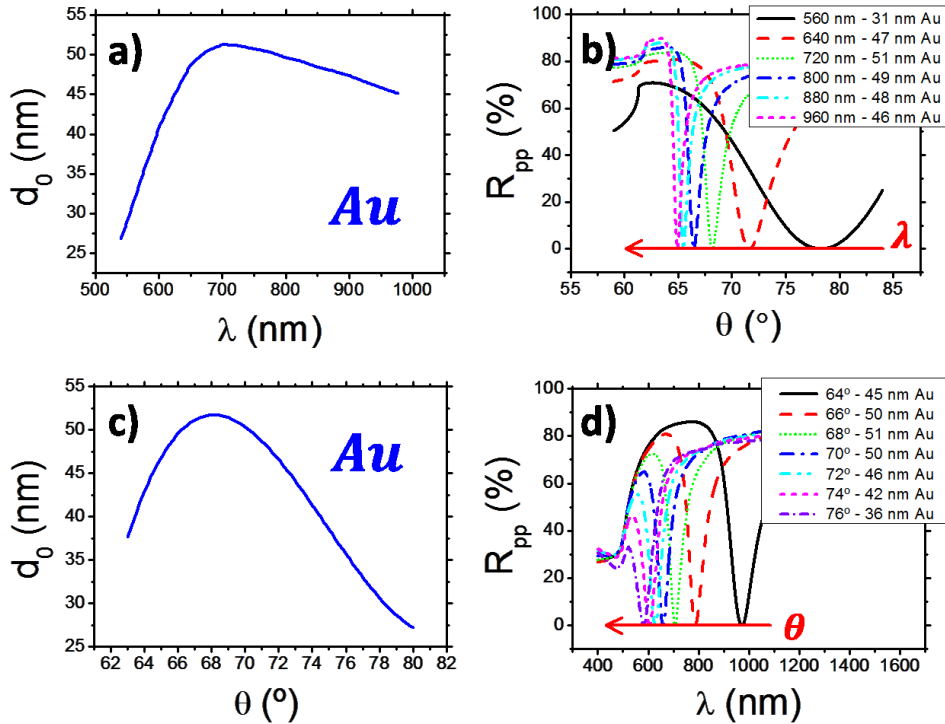 a)
55
50
45
40
35
30
25
d₀ (nm)
Au
500 600 700 800 900 1000
λ (nm)
b)
100
80
60
40
20
0
R_pp (%)
560 nm - 31 nm Au
640 nm - 47 nm Au
720 nm - 51 nm Au
800 nm - 49 nm Au
880 nm - 48 nm Au
960 nm - 46 nm Au
λ
55 60 65 70 75 80 85
θ (°)
c)
55
50
45
40
35
30
25
d₀ (nm)
Au
62 64 66 68 70 72 74 76 78 80 82
θ (º)
d)
100
80
60
40
20
0
R_pp (%)
64º - 45 nm Au
66º - 50 nm Au
68º - 51 nm Au
70º - 50 nm Au
72º - 46 nm Au
74º - 42 nm Au
76º - 36 nm Au
θ
400 600 800 1000 1200 1400 1600
λ (nm)